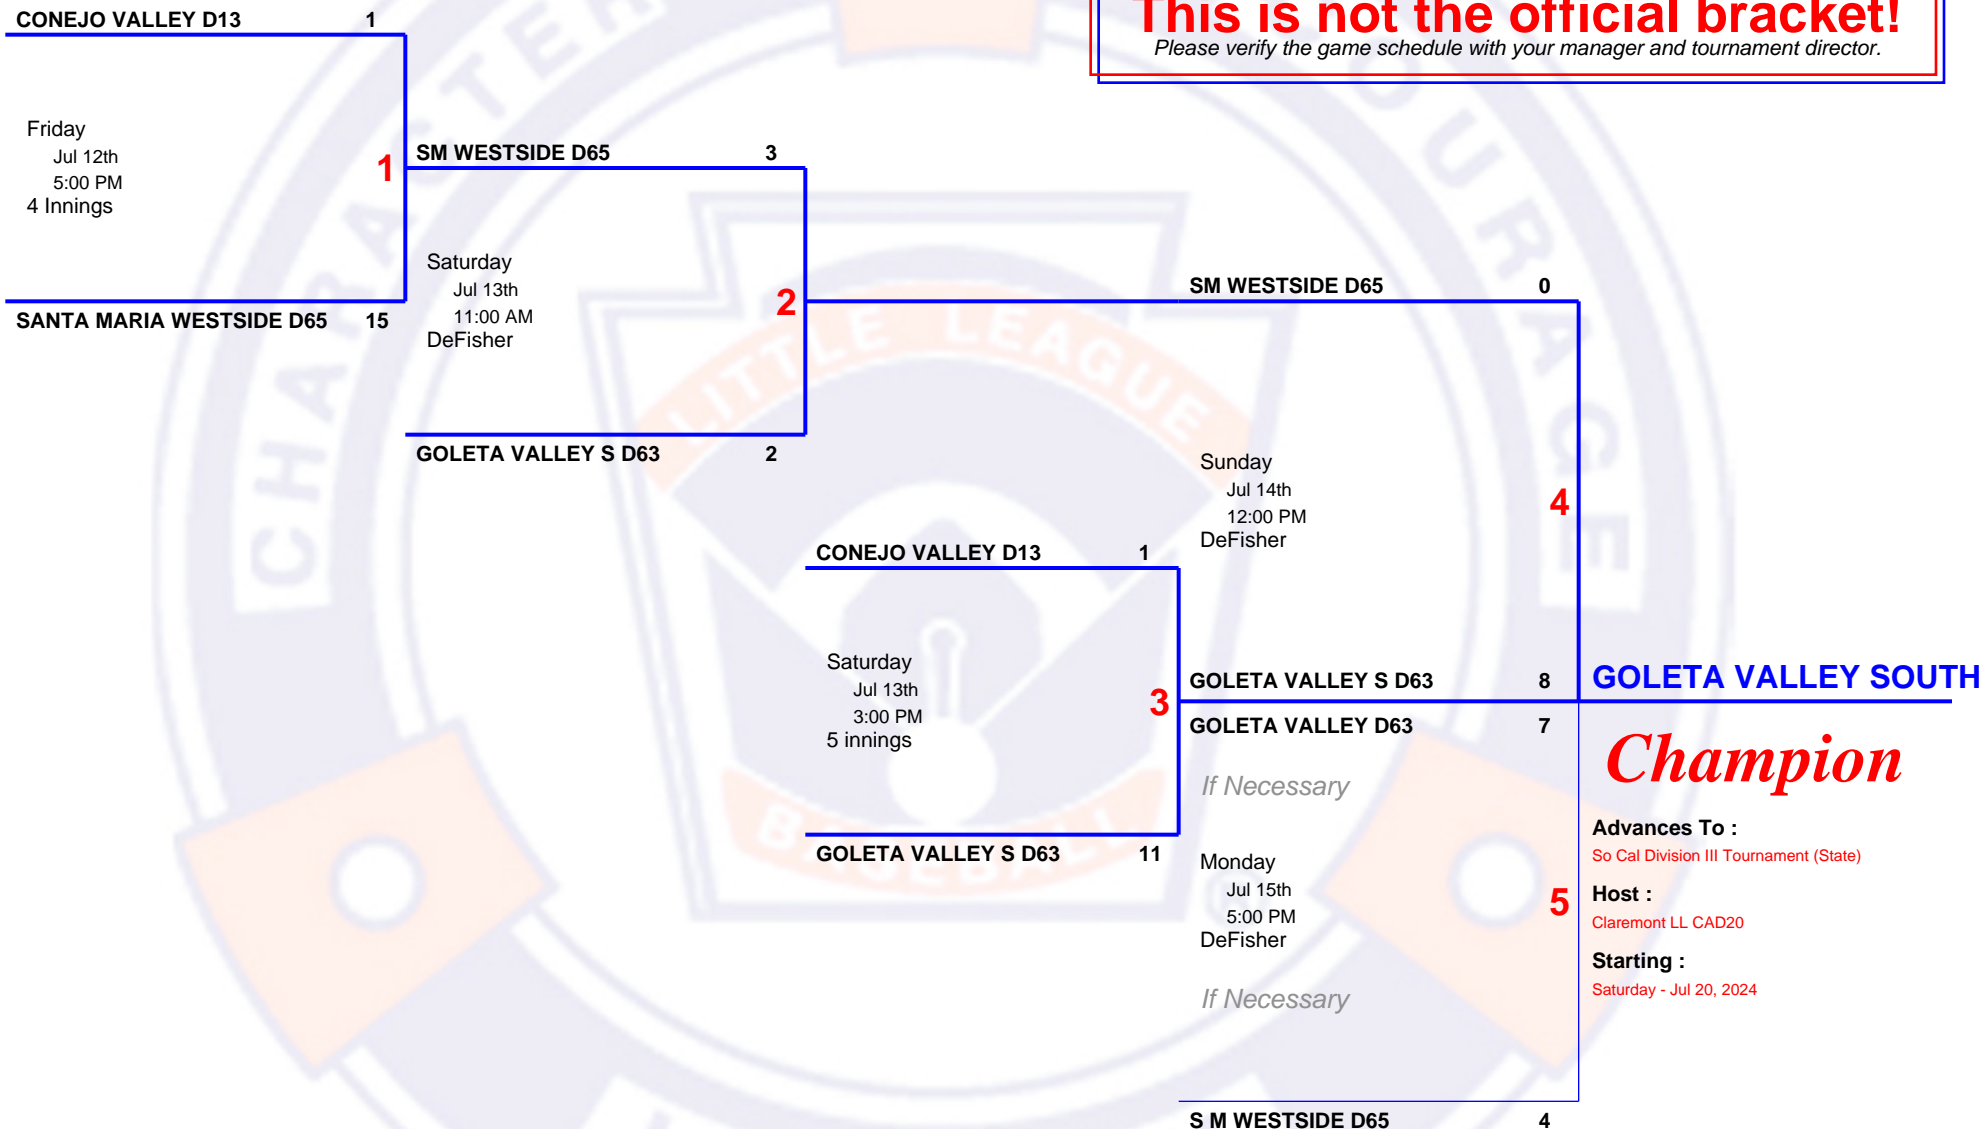 This is not the official bracket!
Please verify the game schedule with your manager and tournament director.
CONEJO VALLEY D13 1
Friday
Jul 12th
5:00 PM
4 Innings
1
SANTA MARIA WESTSIDE D65 15
SM WESTSIDE D65 3
Saturday
Jul 13th
11:00 AM
DeFisher
2
GOLETA VALLEY S D63 2
CONEJO VALLEY D13 1
Saturday
Jul 13th
3:00 PM
5 innings
3
GOLETA VALLEY S D63 11
SM WESTSIDE D65 0
Sunday
Jul 14th
12:00 PM
DeFisher
4
GOLETA VALLEY S D63 8
GOLETA VALLEY D63 7
If Necessary
Monday
Jul 15th
5:00 PM
DeFisher
5
If Necessary
S M WESTSIDE D65 4
GOLETA VALLEY SOUTH
Champion
Advances To :
So Cal Division III Tournament (State)
Host :
Claremont LL CAD20
Starting :
Saturday - Jul 20, 2024
CHARACTER
COURAGE
LITTLE LEAGUE
BASEBALL
®